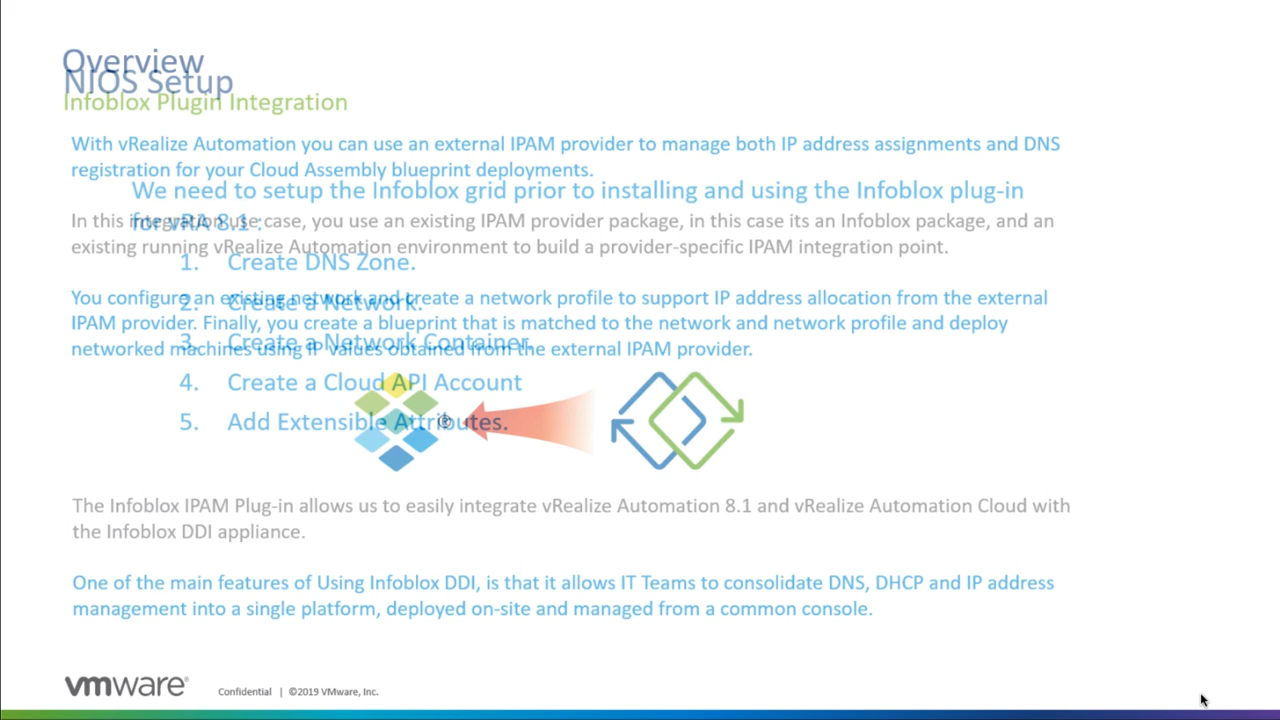 Overview
NIOS Setup
Infoblox Plugin Integration
With vRealize Automation you can use an external IPAM provider to manage both IP address assignments and DNS
registration for your Cloud Assembly blueprint deployments.
We need to setup the Infoblox grid prior to installing and using the Infoblox plug-in
for vRA 8.1 :
In this integration use case, you use an existing IPAM provider package, in this case its an Infoblox package, and an
existing running vRealize Automation environment to build a provider-specific IPAM integration point.
1. Create DNS Zone.
You configure an existing network and create a network profile to support IP address allocation from the external
2. Create a Network.
IPAM provider. Finally, you create a blueprint that is matched to the network and network profile and deploy
3. Create a Network Container.
networked machines using IP values obtained from the external IPAM provider.
4. Create a Cloud API Account
5. Add Extensible Attributes.
The Infoblox IPAM Plug-in allows us to easily integrate vRealize Automation 8.1 and vRealize Automation Cloud with
the Infoblox DDI appliance.
One of the main features of Using Infoblox DDI, is that it allows IT Teams to consolidate DNS, DHCP and IP address
management into a single platform, deployed on-site and managed from a common console.
vmware® Confidential | ©2019 VMware, Inc.